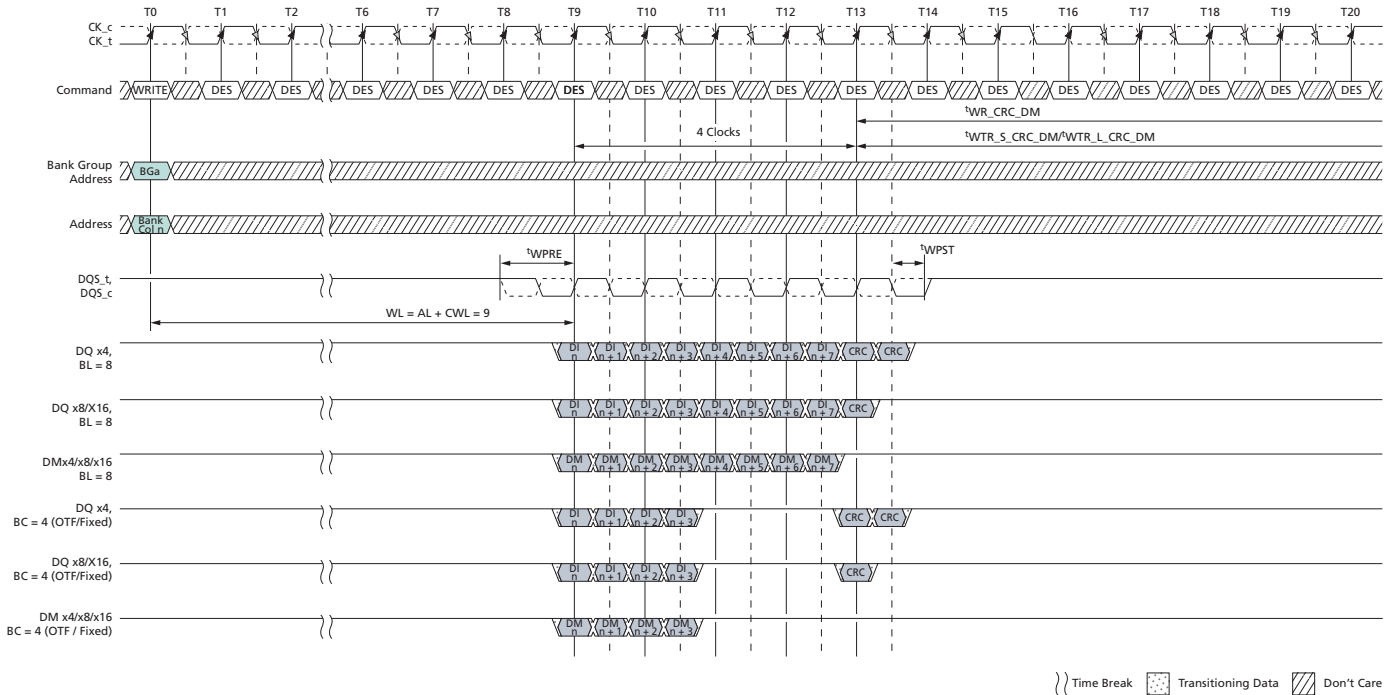 T0 T1 T2 T6 T7 T8 T9 T10 T11 T12 T13 T14 T15 T16 T17 T18 T19 T20
CK_c
CK_t
Command WRITE DES DES DES DES DES DES DES DES DES DES DES DES DES DES DES DES DES
tWR_CRC_DM
4 Clocks
tWTR_S_CRC_DM/tWTR_L_CRC_DM
Bank Group
Address
BGa
Address
Bank
Col n
tWPRE
tWPST
DQS_t,
DQS_c
WL = AL + CWL = 9
DQ x4,
BL = 8
DI DI DI DI DI DI DI DI CRC CRC
n n + 1 n + 2 n + 3 n + 4 n + 5 n + 6 n + 7
DQ x8/X16,
BL = 8
DI DI DI DI DI DI DI DI CRC
n n + 1 n + 2 n + 3 n + 4 n + 5 n + 6 n + 7
DMx4/x8/x16
BL = 8
DM DM DM DM DM DM DM DM
n n + 1 n + 2 n + 3 n + 4 n + 5 n + 6 n + 7
DQ x4,
BC = 4 (OTF/Fixed)
DI DI DI DI CRC CRC
n n + 1 n + 2 n + 3
DQ x8/X16,
BC = 4 (OTF/Fixed)
DI DI DI DI CRC
n n + 1 n + 2 n + 3
DM x4/x8/x16
BC = 4 (OTF / Fixed)
DM DM DM DM
n n + 1 n + 2 n + 3
Time Break Transitioning Data Don't Care